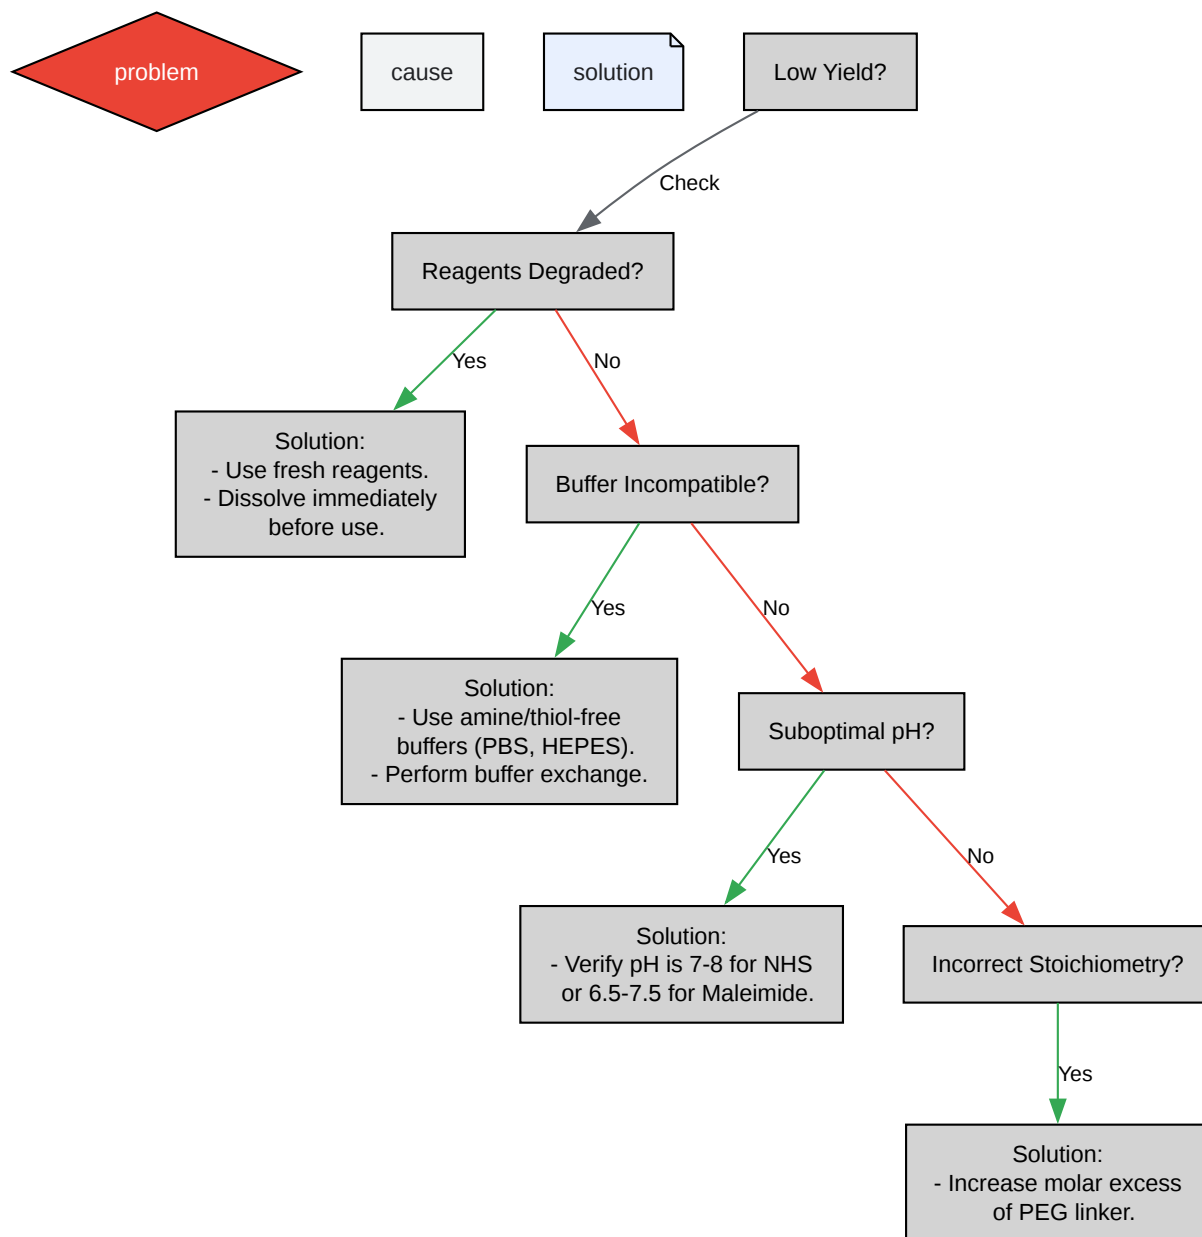 problem
cause
solution
Low Yield?
Check
Reagents Degraded?
Yes
No
Solution:
- Use fresh reagents.
- Dissolve immediately
before use.
Buffer Incompatible?
Yes
No
Solution:
- Use amine/thiol-free
buffers (PBS, HEPES).
- Perform buffer exchange.
Suboptimal pH?
Yes
No
Solution:
- Verify pH is 7-8 for NHS
or 6.5-7.5 for Maleimide.
Incorrect Stoichiometry?
Yes
Solution:
- Increase molar excess
of PEG linker.